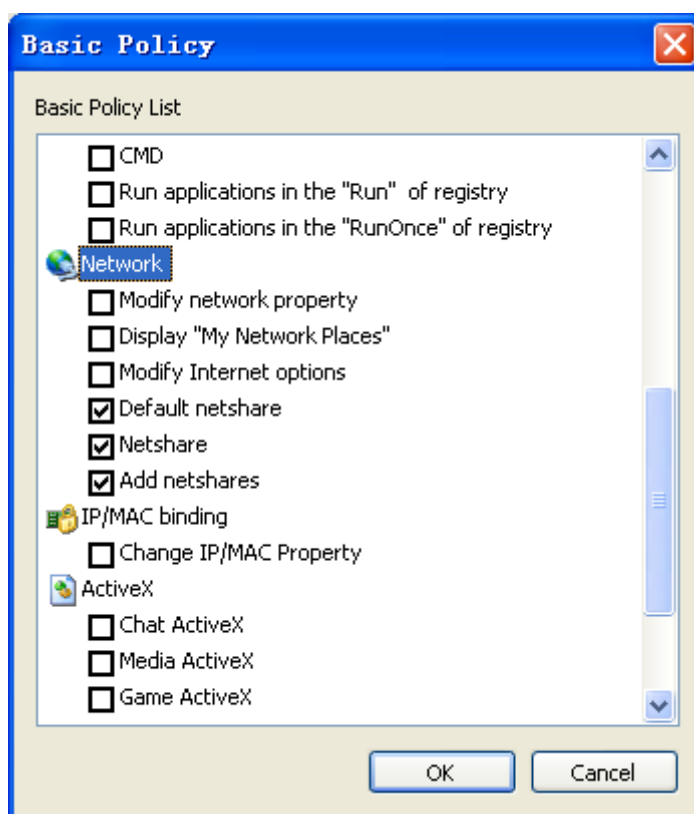 Basic Policy
Basic Policy List
CMD
Run applications in the "Run" of registry
Run applications in the "RunOnce" of registry
Network
Modify network property
Display "My Network Places"
Modify Internet options
Default netshare
Netshare
Add netshares
IP/MAC binding
Change IP/MAC Property
ActiveX
Chat ActiveX
Media ActiveX
Game ActiveX
OK Cancel